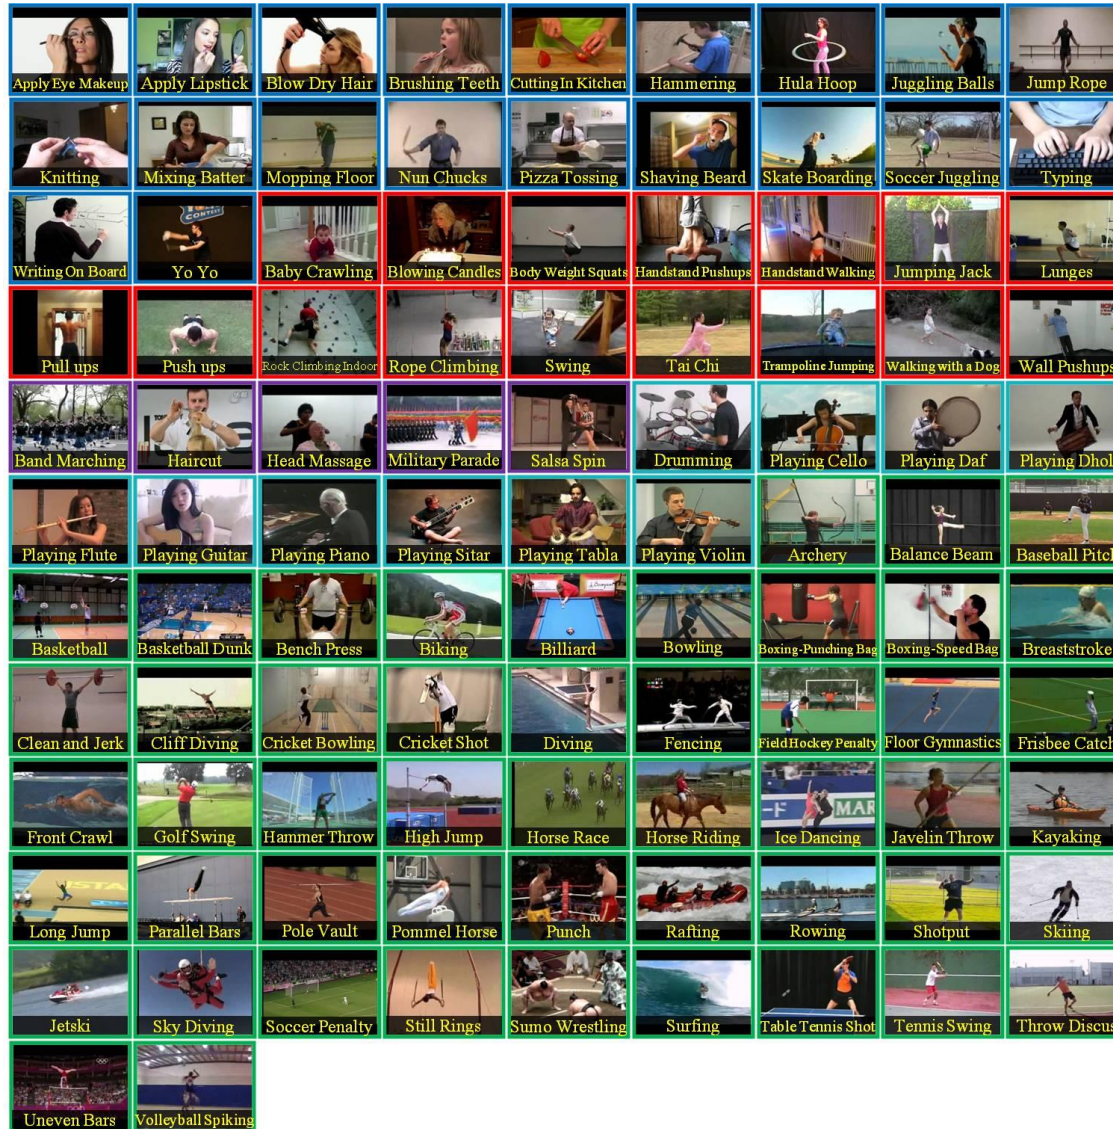 Apply Eye Makeup
Apply Lipstick
Blow Dry Hair
Brushing Teeth
Cutting In Kitchen
Hammering
Hula Hoop
Juggling Balls
Jump Rope
Knitting
Mixing Batter
Mopping Floor
Nun Chucks
Pizza Tossing
Shaving Beard
Skate Boarding
Soccer Juggling
Typing
CONTEST
Writing On Board
Yo Yo
Baby Crawling
Blowing Candles
Body Weight Squats
Handstand Pushups
Handstand Walking
Jumping Jack
Lunges
Pull ups
Push ups
Rock Climbing Indoor
Rope Climbing
Swing
Tai Chi
Trampoline Jumping
Walking with a Dog
Wall Pushups
Band Marching
Haircut
Head Massage
Military Parade
Salsa Spin
Drumming
Playing Cello
Playing Daf
Playing Dhol
Playing Flute
Playing Guitar
Playing Piano
Playing Sitar
Playing Tabla
Playing Violin
Archery
Balance Beam
Baseball Pitch
Basketball
Basketball Dunk
Bench Press
Biking
Billiard
Bowling
Boxing-Punching Bag
Boxing-Speed Bag
Breaststroke
Clean and Jerk
Cliff Diving
Cricket Bowling
Cricket Shot
Diving
Fencing
Field Hockey Penalty
Floor Gymnastics
Frisbee Catch
F MAR
Front Crawl
Golf Swing
Hammer Throw
High Jump
Horse Race
Horse Riding
Ice Dancing
Javelin Throw
Kayaking
Long Jump
Parallel Bars
Pole Vault
Pommel Horse
Punch
Rafting
Rowing
Shotput
Skiing
Jetski
Sky Diving
Soccer Penalty
Still Rings
Sumo Wrestling
Surfing
Table Tennis Shot
Tennis Swing
Throw Discus
Uneven Bars
Volleyball Spiking